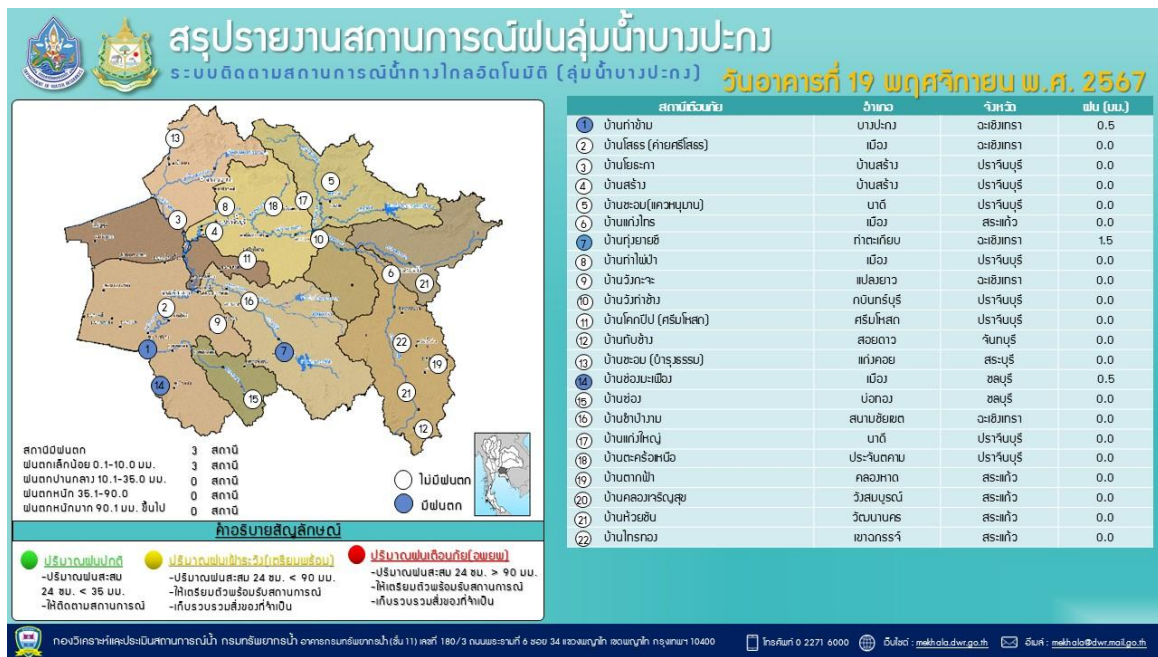 สรุปรายงานสถานการณ์ฝนลุ่มน้ำบางปะกง
ระบบติดตามสถานการณ์น้ำทางไกลอัตโนมัติ (ลุ่มน้ำบางปะกง)
วันอาคารที่ 19 พฤศจิกายน พ.ศ. 2567
สถานีเตือนภัย อำเภอ จังหวัด ฝน (มม.)
1 บ้านท่าข้าม บางปะกง ฉะเชิงเทรา 0.5
2 บ้านโสธร (ค่ายศรีโสธร) เมือง ฉะเชิงเทรา 0.0
3 บ้านโยธะกา บ้านสร้าง ปราจีนบุรี 0.0
4 บ้านสร้าง บ้านสร้าง ปราจีนบุรี 0.0
5 บ้านซะอม(แควหนุมาน) นาดี ปราจีนบุรี 0.0
6 บ้านแก่งไทร เมือง สระแก้ว 0.0
7 บ้านทุ่งยายชี ท่าตะเกียบ ฉะเชิงเทรา 1.5
8 บ้านท่าไผ่ป่า เมือง ปราจีนบุรี 0.0
9 บ้านวังกะจะ แปลงยาว ฉะเชิงเทรา 0.0
10 บ้านวังท่าช้าง กบินทร์บุรี ปราจีนบุรี 0.0
11 บ้านโคกปีป (ศรีมโหสถ) ศรีมโหสถ ปราจีนบุรี 0.0
12 บ้านทับช้าง สอยดาว จันทบุรี 0.0
13 บ้านซะอม (บำรุงธรรม) แก่งคอย สระบุรี 0.0
14 บ้านช่องมะเฟือง เมือง ชลบุรี 0.5
15 บ้านช่อง บ่อทอง ชลบุรี 0.0
16 บ้านชำป่างาม สนามชัยเขต ฉะเชิงเทรา 0.0
17 บ้านแก่งใหญ่ นาดี ปราจีนบุรี 0.0
18 บ้านตะคร้อเหนือ ประจันตคาม ปราจีนบุรี 0.0
19 บ้านตากฟ้า คลองหาด สระแก้ว 0.0
20 บ้านคลองเจริญสุข วังสมบูรณ์ สระแก้ว 0.0
21 บ้านห้วยชัน วัฒนานคร สระแก้ว 0.0
22 บ้านไทรทอง เขาฉกรรจ์ สระแก้ว 0.0
13
5
8
18
17
3
4
10
11
6
21
16
2
9
22
1
7
19
14
15
21
12
สถานีมีฝนตก 3 สถานี
ฝนตกเล็กน้อย 0.1-10.0 มม. 3 สถานี
ฝนตกปานกลาง 10.1-35.0 มม. 0 สถานี
ฝนตกหนัก 35.1-90.0 0 สถานี
ฝนตกหนักมาก 90.1 มม. ขึ้นไป 0 สถานี
ไม่มีฝนตก
มีฝนตก
คำอธิบายสัญลักษณ์
ปริมาณฝนปกติ
-ปริมาณฝนสะสม
24 ชม. < 35 มม.
-ให้ติดตามสถานการณ์
ปริมาณฝนเฝ้าระวัง(เตรียมพร้อม)
-ปริมาณฝนสะสม 24 ชม. < 90 มม.
-ให้เตรียมตัวพร้อมรับสถานการณ์
-เก็บรวบรวมสิ่งของที่จำเป็น
ปริมาณฝนเตือนภัย(อพยพ)
-ปริมาณฝนสะสม 24 ชม. > 90 มม.
-ให้เตรียมตัวพร้อมรับสถานการณ์
-เก็บรวบรวมสิ่งของที่จำเป็น
กองวิเคราะห์และประเมินสถานการณ์น้ำ กรมทรัพยากรน้ำ อาคารกรมทรัพยากรน้ำ (ชั้น 11) เลขที่ 180/3 ถนนพระรามที่ 6 ซอย 34 แขวงพญาไท เขตพญาไท กรุงเทพฯ 10400
โทรศัพท์ 0 2271 6000
เว็บไซต์ : mekhala.dwr.go.th
อีเมล์ : mekhala@dwr.mail.go.th